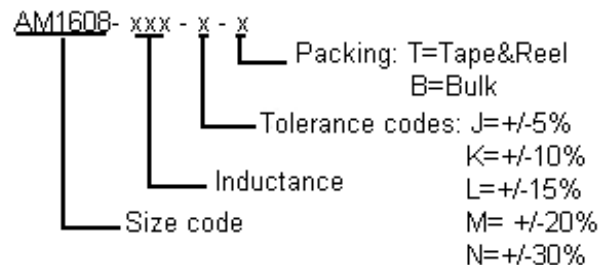 AM1608- xxx - x - x
Packing: T=Tape&Reel
B=Bulk
Tolerance codes: J=+/-5%
K=+/-10%
Inductance
L=+/-15%
Size code
M= +/-20%
N=+/-30%